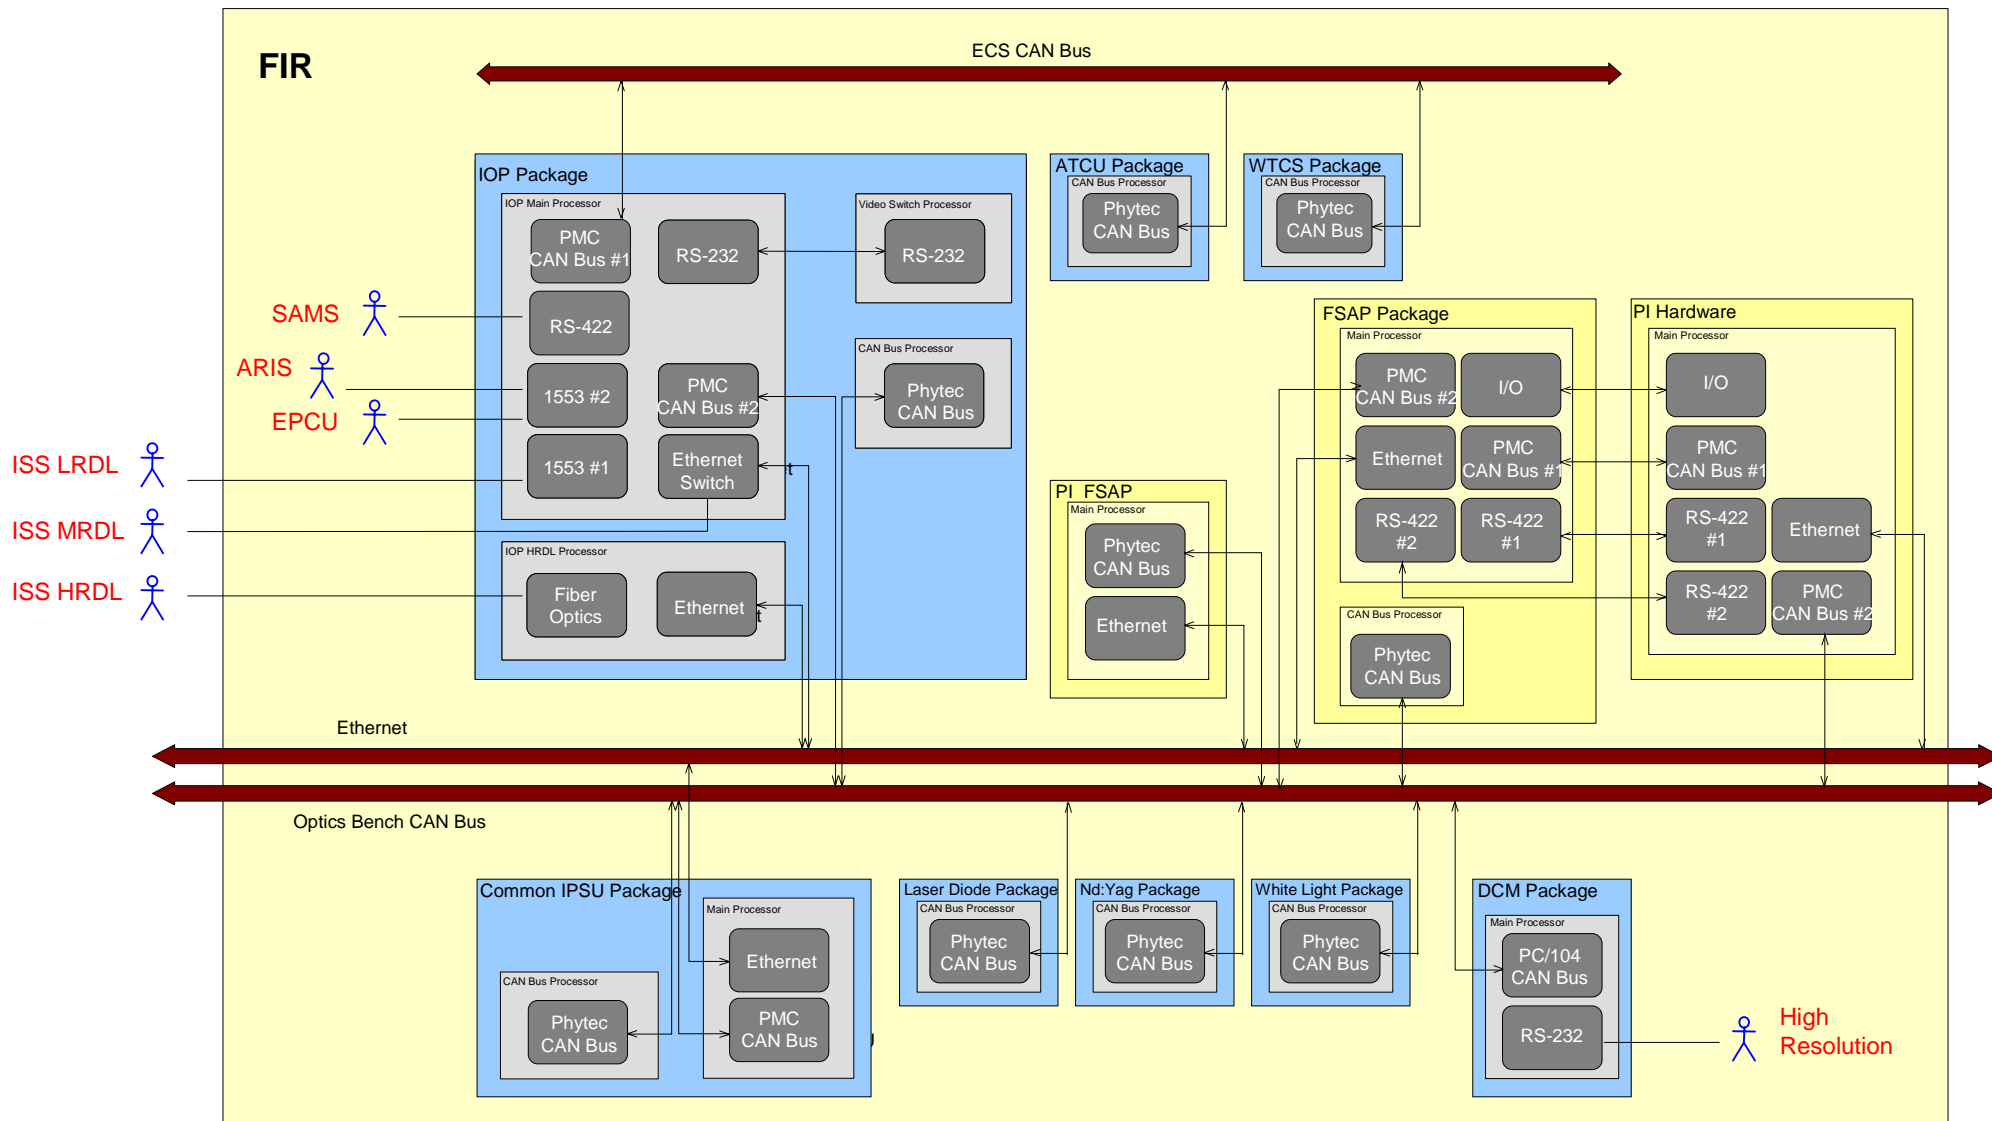 FIR
ECS CAN Bus
IOP Package
IOP Main Processor
PMC
CAN Bus #1
RS-232
RS-422
1553 #2
PMC
CAN Bus #2
1553 #1
Ethernet
Switch
t
Video Switch Processor
RS-232
CAN Bus Processor
Phytec
CAN Bus
IOP HRDL Processor
Fiber
Optics
Ethernet
t
SAMS
ARIS
EPCU
ISS LRDL
ISS MRDL
ISS HRDL
ATCU Package
CAN Bus Processor
Phytec
CAN Bus
WTCS Package
CAN Bus Processor
Phytec
CAN Bus
PI FSAP
Main Processor
Phytec
CAN Bus
Ethernet
FSAP Package
Main Processor
PMC
CAN Bus #2
I/O
Ethernet
PMC
CAN Bus #1
RS-422
#2
RS-422
#1
CAN Bus Processor
Phytec
CAN Bus
PI Hardware
Main Processor
I/O
PMC
CAN Bus #1
RS-422
#1
Ethernet
RS-422
#2
PMC
CAN Bus #2
Ethernet
Optics Bench CAN Bus
Common IPSU Package
Main Processor
Ethernet
PMC
CAN Bus
CAN Bus Processor
Phytec
CAN Bus
Laser Diode Package
CAN Bus Processor
Phytec
CAN Bus
Nd:Yag Package
CAN Bus Processor
Phytec
CAN Bus
White Light Package
CAN Bus Processor
Phytec
CAN Bus
DCM Package
Main Processor
PC/104
CAN Bus
RS-232
High
Resolution